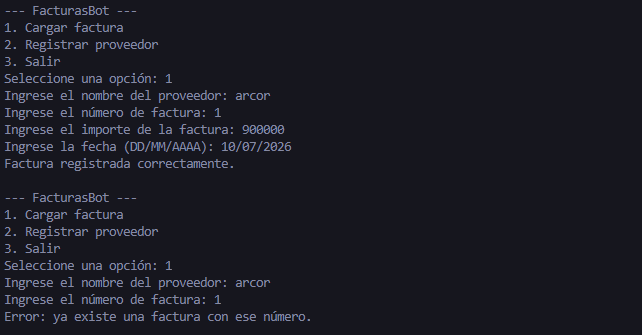 --- FacturasBot ---
1. Cargar factura
2. Registrar proveedor
3. Salir
Seleccione una opción: 1
Ingrese el nombre del proveedor: arcor
Ingrese el número de factura: 1
Ingrese el importe de la factura: 900000
Ingrese la fecha (DD/MM/AAAA): 10/07/2026
Factura registrada correctamente.

--- FacturasBot ---
1. Cargar factura
2. Registrar proveedor
3. Salir
Seleccione una opción: 1
Ingrese el nombre del proveedor: arcor
Ingrese el número de factura: 1
Error: ya existe una factura con ese número.